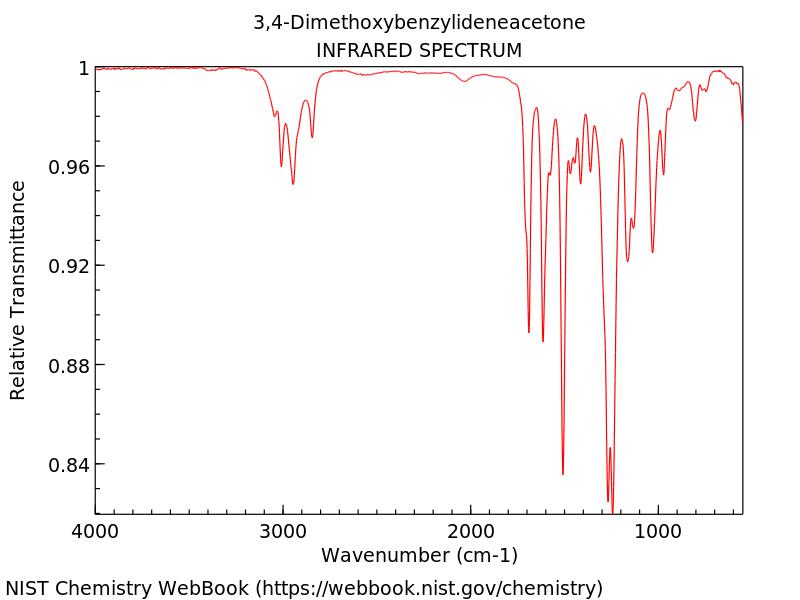 3,4-Dimethoxybenzylideneacetone
INFRARED SPECTRUM
1
0.96
0.92
0.88
0.84
Relative Transmittance
4000 3000 2000 1000
Wavenumber (cm-1)
NIST Chemistry WebBook (https://webbook.nist.gov/chemistry)